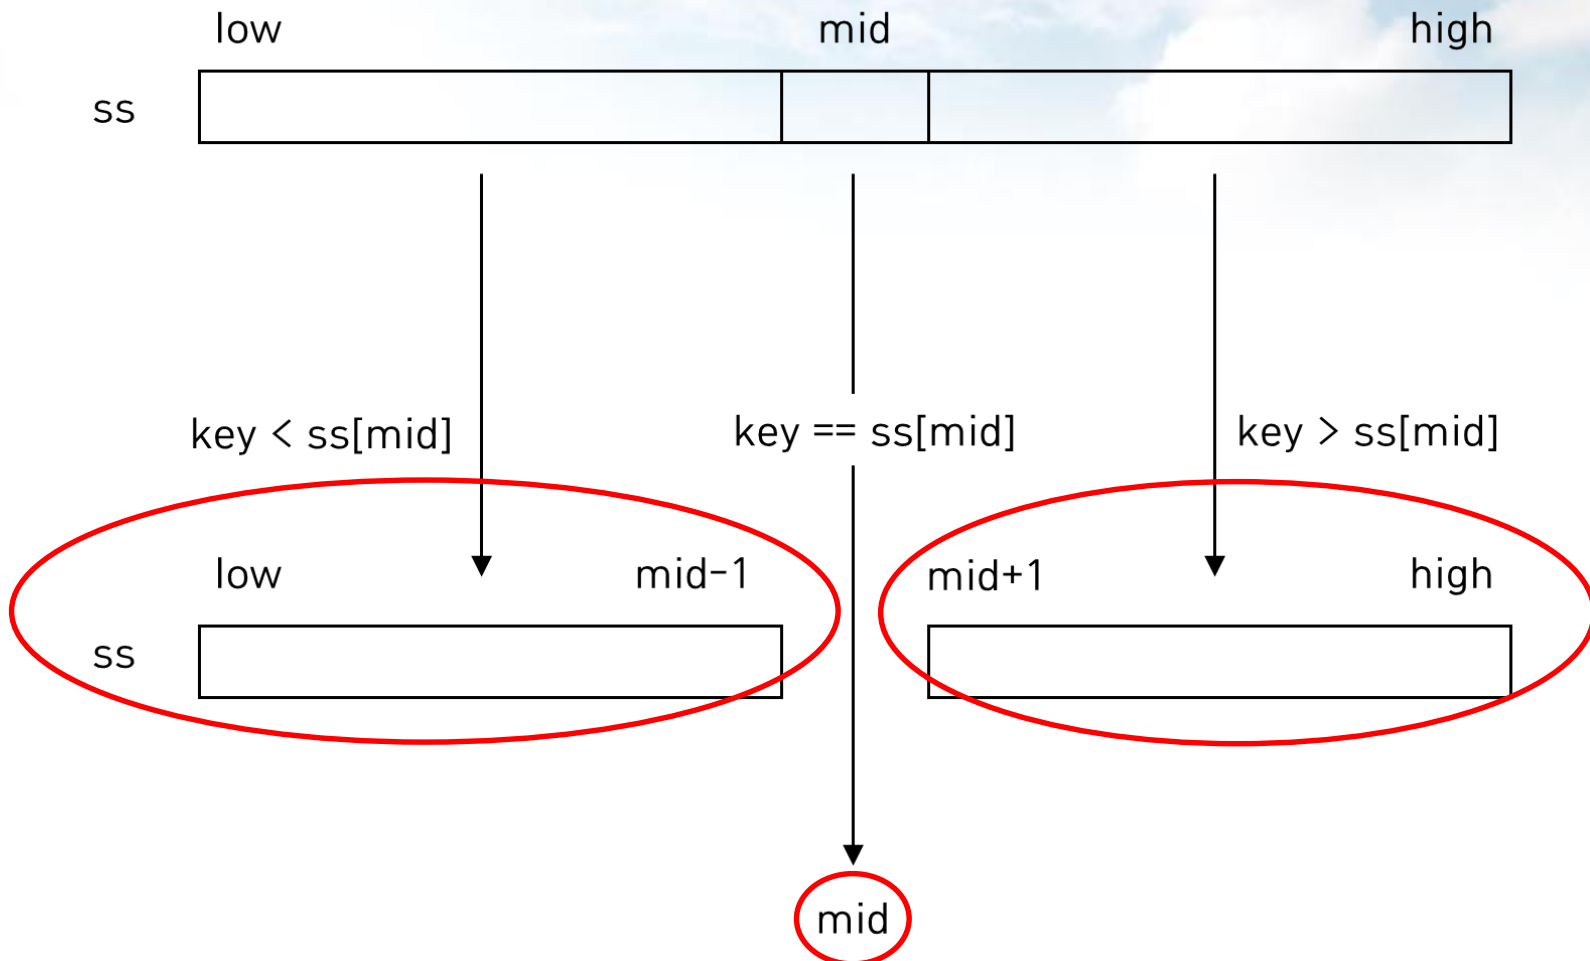 low mid high
ss
key < ss[mid] key == ss[mid] key > ss[mid]
low mid-1 mid+1 high
ss
mid